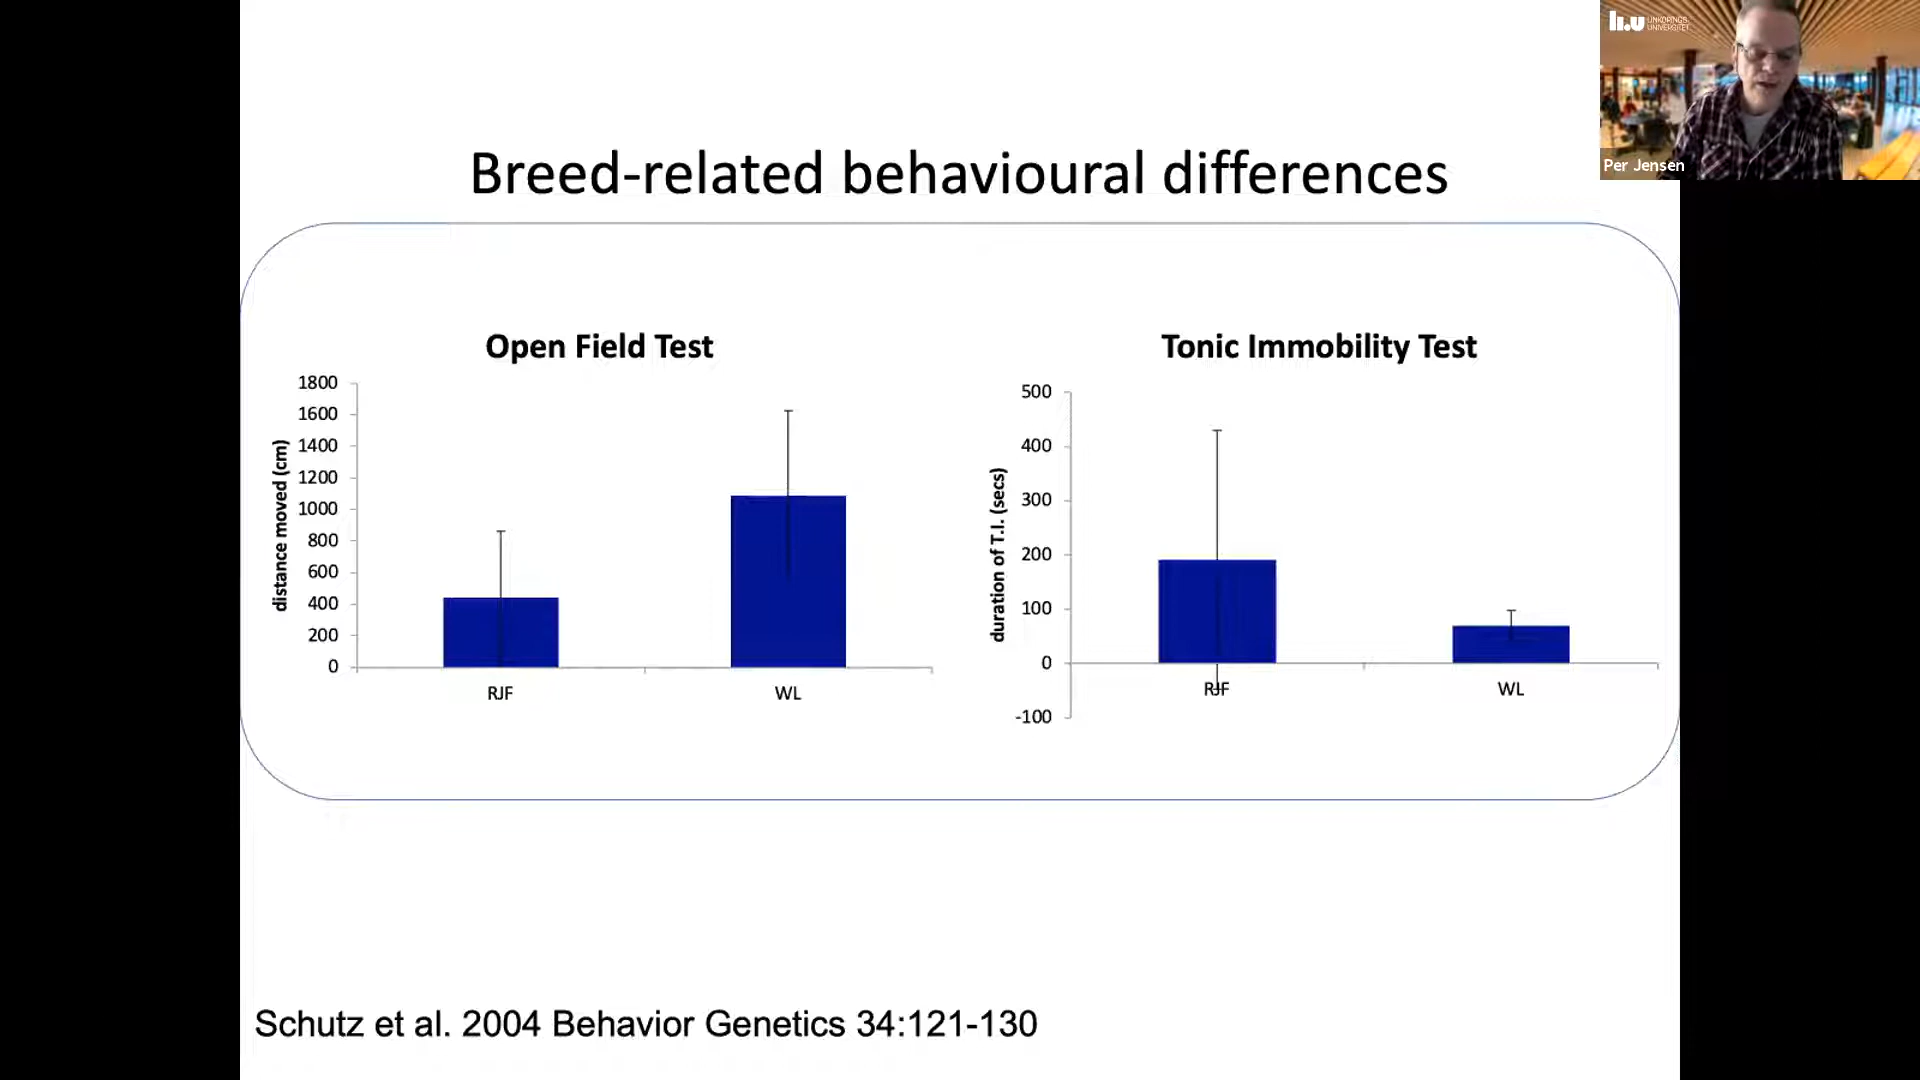 LINKÖPINGS
UNIVERSITET
Per Jensen
Breed-related behavioural differences
Open Field Test
distance moved (cm)
1800
1600
1400
1200
1000
800
600
400
200
0
RJF
WL
Tonic Immobility Test
duration of T.I. (secs)
500
400
300
200
100
0
-100
RJF
WL
Schutz et al. 2004 Behavior Genetics 34:121-130